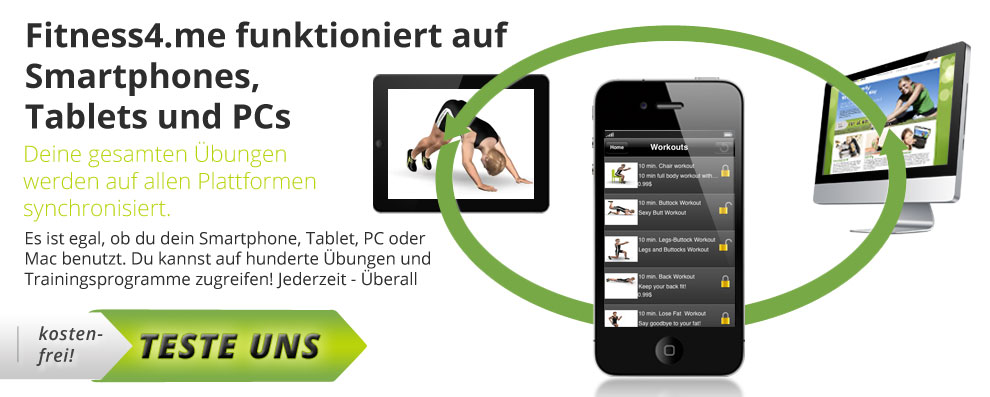 Fitness4.me funktioniert auf
Smartphones,
Tablets und PCs
Deine gesamten Übungen
werden auf allen Plattformen
synchronisiert.
Es ist egal, ob du dein Smartphone, Tablet, PC oder
Mac benutzt. Du kannst auf hunderte Übungen und
Trainingsprogramme zugreifen! Jederzeit - Überall
kosten-
frei!
TESTE UNS
Home
Workouts
10 min. Chair workout
10 min full body workout with...
0.99$
10 min. Buttock Workout
Sexy Butt Workout
10 min. Legs-Buttock Workout
Legs and Buttocks Workout
10 min. Back Workout
Keep your back fit!
0.99$
10 min. Lose Fat Workout
Say goodbye to your fat!